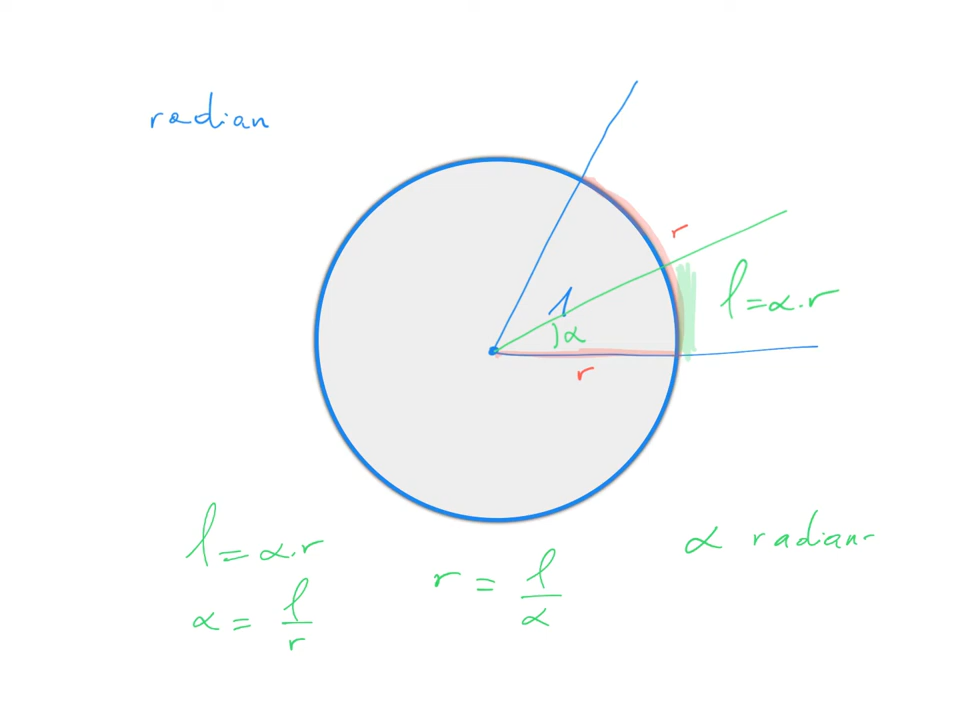 radian
r
l=α·r
1
α
r
l=α·r
α radian
r = l/α
α = l/r